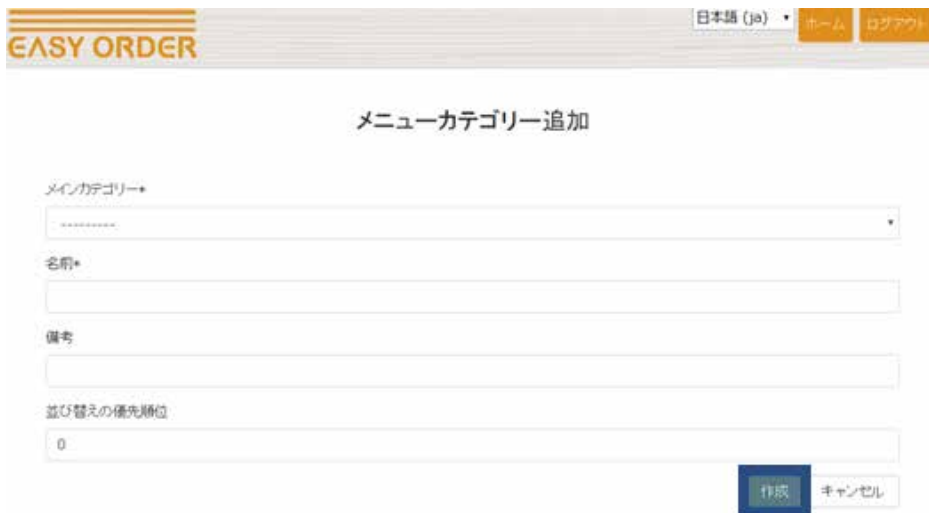 日本語 (ja)
ホーム
ログアウト
EASY ORDER
メニューカテゴリー追加
メインカテゴリー*
---------
名前*
備考
並び替えの優先順位
0
作成
キャンセル